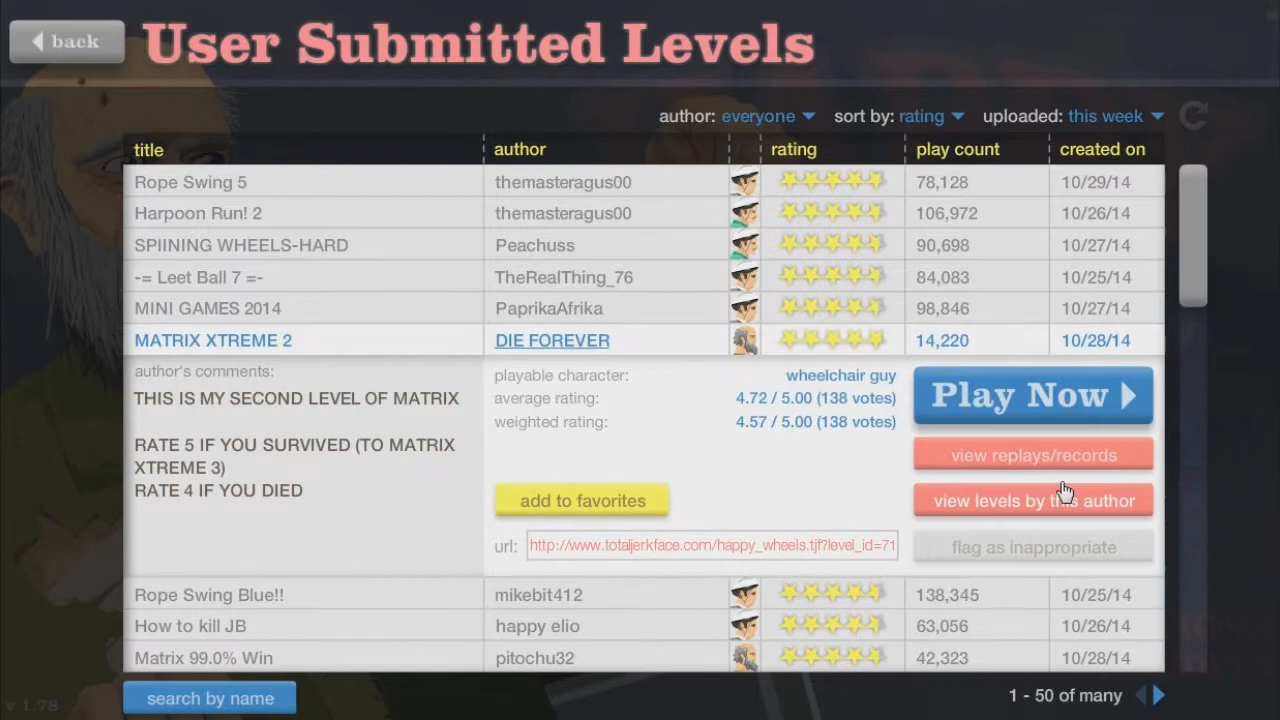 back
User Submitted Levels
author: everyone sort by: rating uploaded: this week
title author rating play count created on
Rope Swing 5 themasteragus00 78,128 10/29/14
Harpoon Run! 2 themasteragus00 106,972 10/26/14
SPIINING WHEELS-HARD Peachuss 90,698 10/27/14
-= Leet Ball 7 =- TheRealThing_76 84,083 10/25/14
MINI GAMES 2014 PaprikaAfrika 98,846 10/27/14
MATRIX XTREME 2 DIE FOREVER 14,220 10/28/14
author's comments:
THIS IS MY SECOND LEVEL OF MATRIX
RATE 5 IF YOU SURVIVED (TO MATRIX
XTREME 3)
RATE 4 IF YOU DIED
playable character: wheelchair guy
average rating: 4.72 / 5.00 (138 votes)
weighted rating: 4.57 / 5.00 (138 votes)
add to favorites
url: http://www.totaljerkface.com/happy_wheels.tjf?level_id=71
Play Now
view replays/records
view levels by this author
flag as inappropriate
Rope Swing Blue!! mikebit412 138,345 10/25/14
How to kill JB happy elio 63,056 10/26/14
Matrix 99.0% Win pitochu32 42,323 10/28/14
search by name
1 - 50 of many
v 1.78